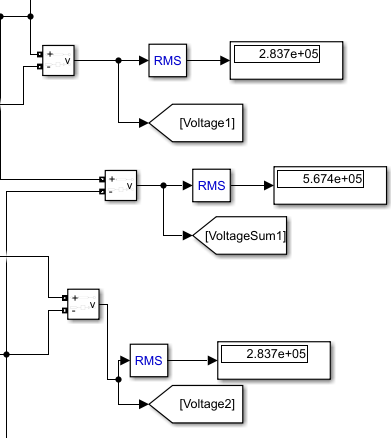 +
-
v
RMS
2.837e+05
[Voltage1]
+
-
v
RMS
5.674e+05
[VoltageSum1]
+
-
v
RMS
2.837e+05
[Voltage2]